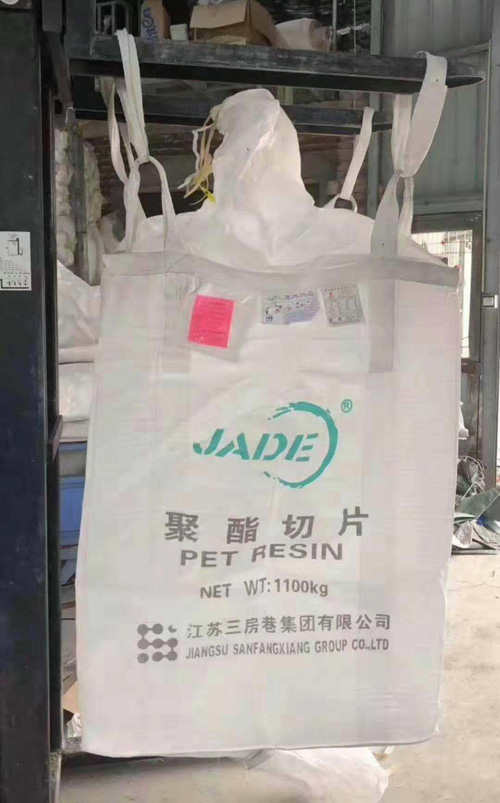 JADE®
聚酯切片
PET RESIN
NET WT:1100kg
江苏三房巷集团有限公司
JIANGSU SANFANGXIANG GROUP CO.,LTD